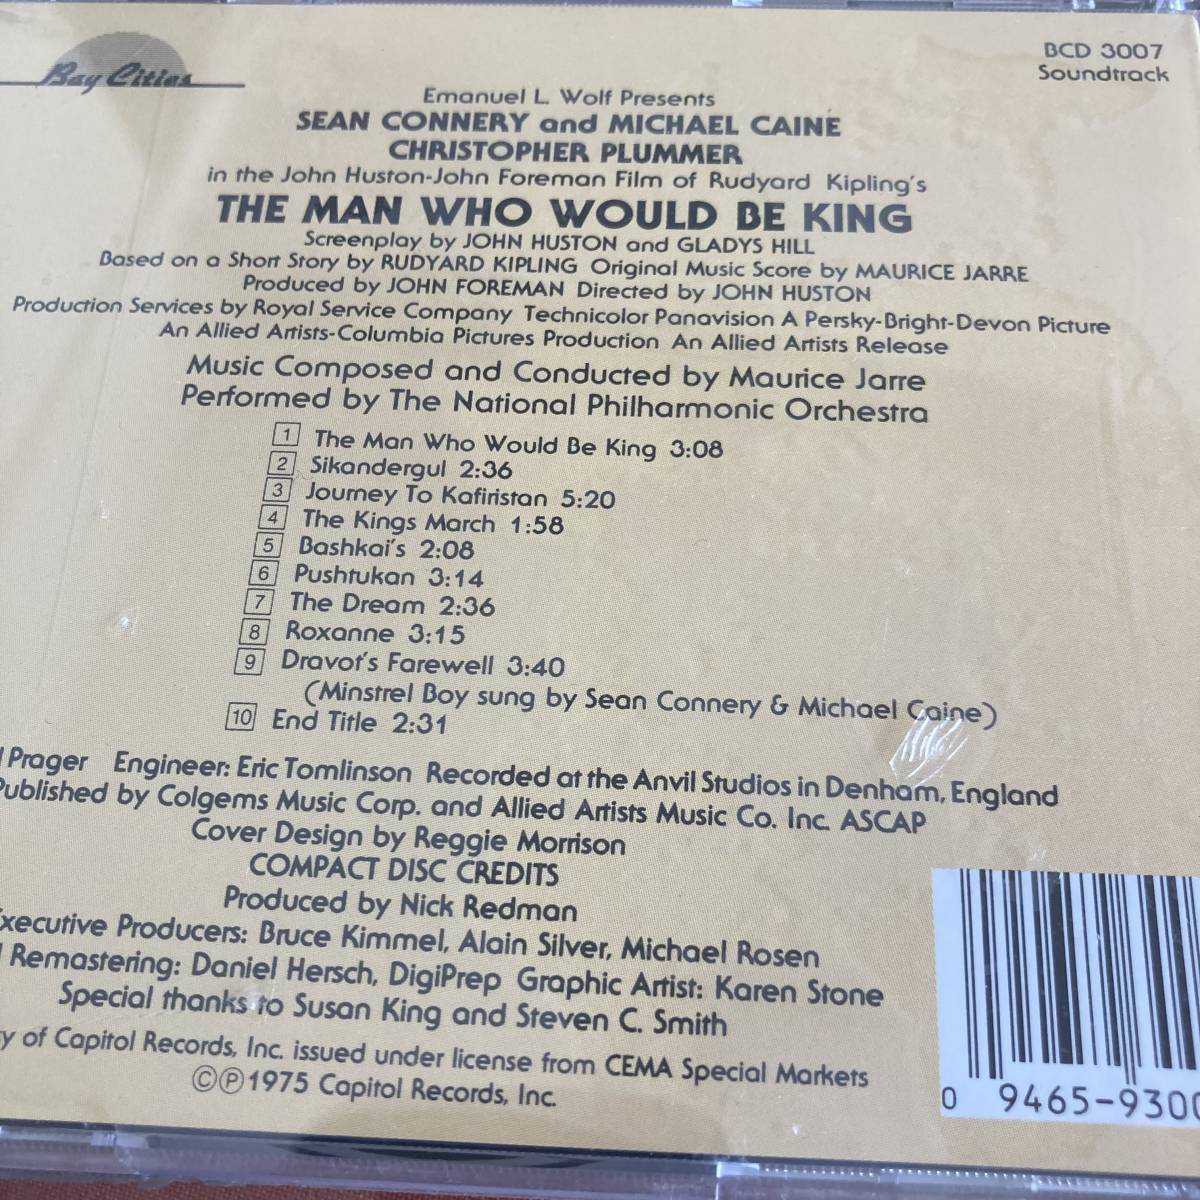 Bay Cities
BCD 3007
Soundtrack
Emanuel L. Wolf Presents
SEAN CONNERY and MICHAEL CAINE
CHRISTOPHER PLUMMER
in the John Huston-John Foreman Film of Rudyard Kipling's
THE MAN WHO WOULD BE KING
Screenplay by JOHN HUSTON and GLADYS HILL
Based on a Short Story by RUDYARD KIPLING Original Music Score by MAURICE JARRE
Produced by JOHN FOREMAN Directed by JOHN HUSTON
Production Services by Royal Service Company Technicolor Panavision A Persky-Bright-Devon Picture
An Allied Artists-Columbia Pictures Production An Allied Artists Release
Music Composed and Conducted by Maurice Jarre
Performed by The National Philharmonic Orchestra
1 The Man Who Would Be King 3:08
2 Sikandergul 2:36
3 Journey To Kafiristan 5:20
4 The Kings March 1:58
5 Bashkai's 2:08
6 Pushtukan 3:14
7 The Dream 2:36
8 Roxanne 3:15
9 Dravot's Farewell 3:40
(Minstrel Boy sung by Sean Connery & Michael Caine)
10 End Title 2:31
Prager Engineer: Eric Tomlinson Recorded at the Anvil Studios in Denham, England
Published by Colgems Music Corp. and Allied Artists Music Co. Inc. ASCAP
Cover Design by Reggie Morrison
COMPACT DISC CREDITS
Produced by Nick Redman
Executive Producers: Bruce Kimmel, Alain Silver, Michael Rosen
Remastering: Daniel Hersch, DigiPrep Graphic Artist: Karen Stone
Special thanks to Susan King and Steven C. Smith
y of Capitol Records, Inc. issued under license from CEMA Special Markets
©℗1975 Capitol Records, Inc.
0 9465-9300